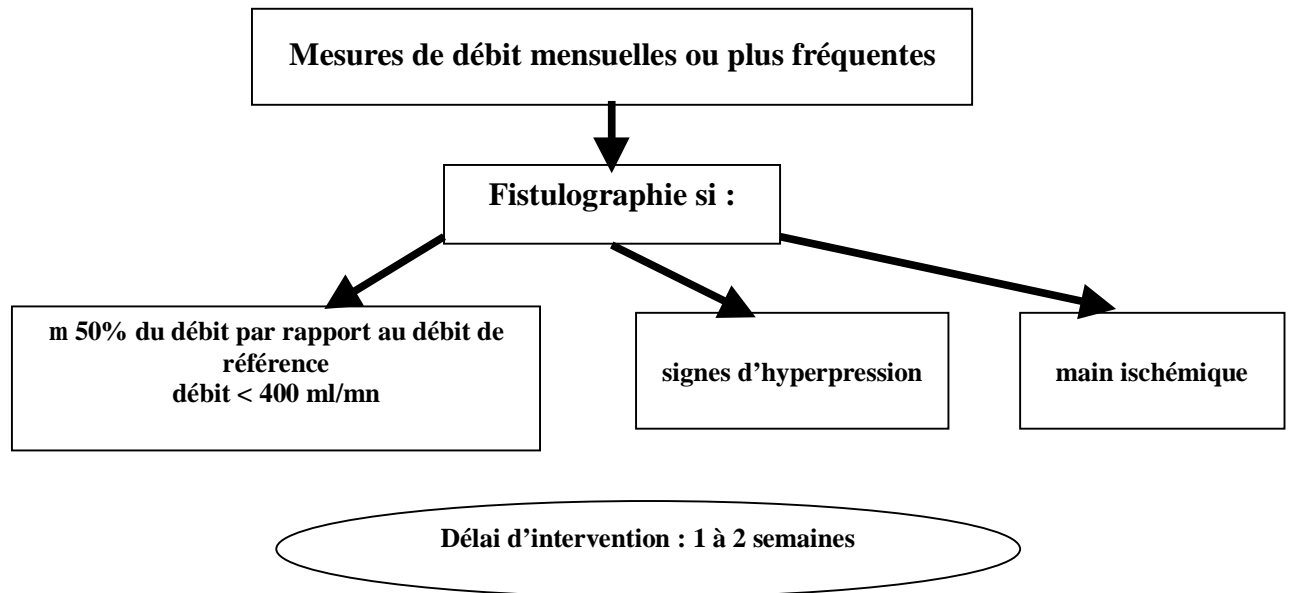 Mesures de débit mensuelles ou plus fréquentes
Fistulographie si :
m 50% du débit par rapport au débit de
référence
débit < 400 ml/mn
signes d’hyperpression
main ischémique
Délai d’intervention : 1 à 2 semaines